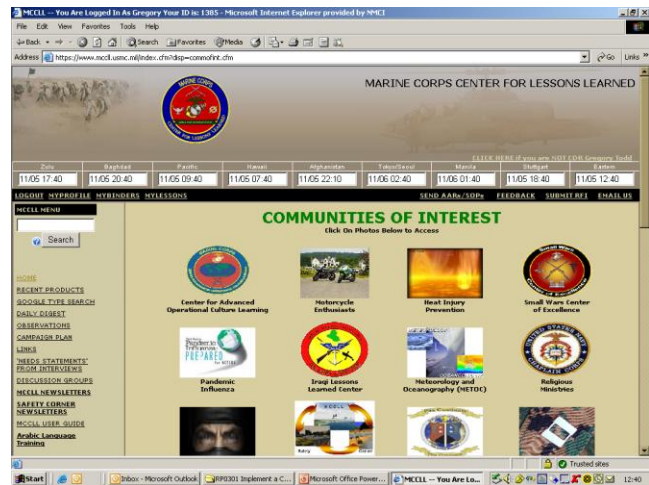 MCCLL -- You Are Logged In As Gregory Your ID is: 1385 - Microsoft Internet Explorer provided by NMCI
File Edit View Favorites Tools Help
Back Search Favorites Media
Address https://www.mccll.usmc.mil/index.cfm?disp=commofint.cfm Go Links »
MARINE CORPS
MARINE CORPS CENTER FOR LESSONS LEARNED
CLICK HERE if you are NOT CDR Gregory Todd
Zulu Baghdad Pacific Hawaii Afghanistan Tokyo/Seoul Manila Stuttgart Eastern
11/05 17:40 11/05 20:40 11/05 09:40 11/05 07:40 11/05 22:10 11/06 02:40 11/06 01:40 11/05 18:40 11/05 12:40
LOGOUT MYPROFILE MYBINDERS MYLESSONS SEND AARs/SOPs FEEDBACK SUBMIT RFI EMAIL US
MCCLL MENU
Search
HOME
RECENT PRODUCTS
GOOGLE TYPE SEARCH
DAILY DIGEST
OBSERVATIONS
CAMPAIGN PLAN
LINKS
'NEEDS STATEMENTS'
FROM INTERVIEWS
DISCUSSION GROUPS
MCCLL NEWSLETTERS
SAFETY CORNER
NEWSLETTERS
MCCLL USER GUIDE
Arabic Language
Training
COMMUNITIES OF INTEREST
Click On Photos Below to Access
Center for Advanced
Operational Culture Learning
Motorcycle
Enthusiasts
Heat Injury
Prevention
Small Wars Center
of Excellence
PREPARED
Pandemic
Influenza
Iraqi Lessons
Learned Center
Meteorology and
Oceanography (METOC)
Religious
Ministries
MCCLL
Trusted sites
Start Inbox - Microsoft Outlook RP0301 Implement a C... Microsoft Office Power... MCCLL -- You Are Lo... 12:40